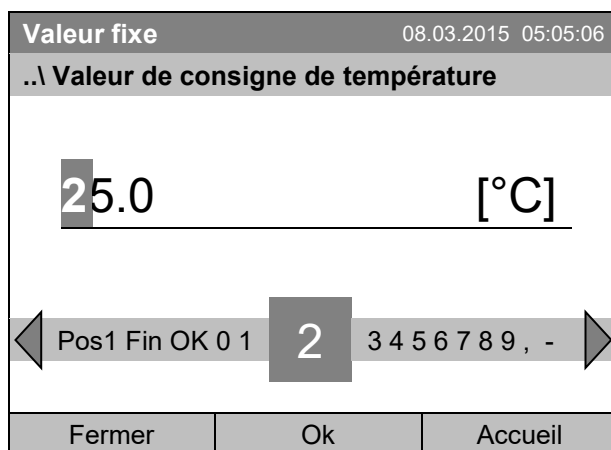 Valeur fixe 08.03.2015 05:05:06
..\ Valeur de consigne de température
25.0 [°C]
Pos1 Fin OK 0 1 2 3 4 5 6 7 8 9 , -
Fermer Ok Accueil